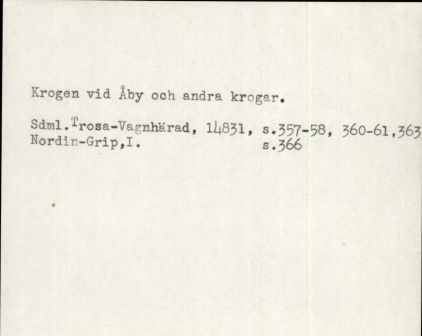 Krogen vid Åby och andra krogar.
Sdml.Trosa-Vagnhärad, 14831, s.357-58, 360-61,363
Nordin-Grip,I. s.366